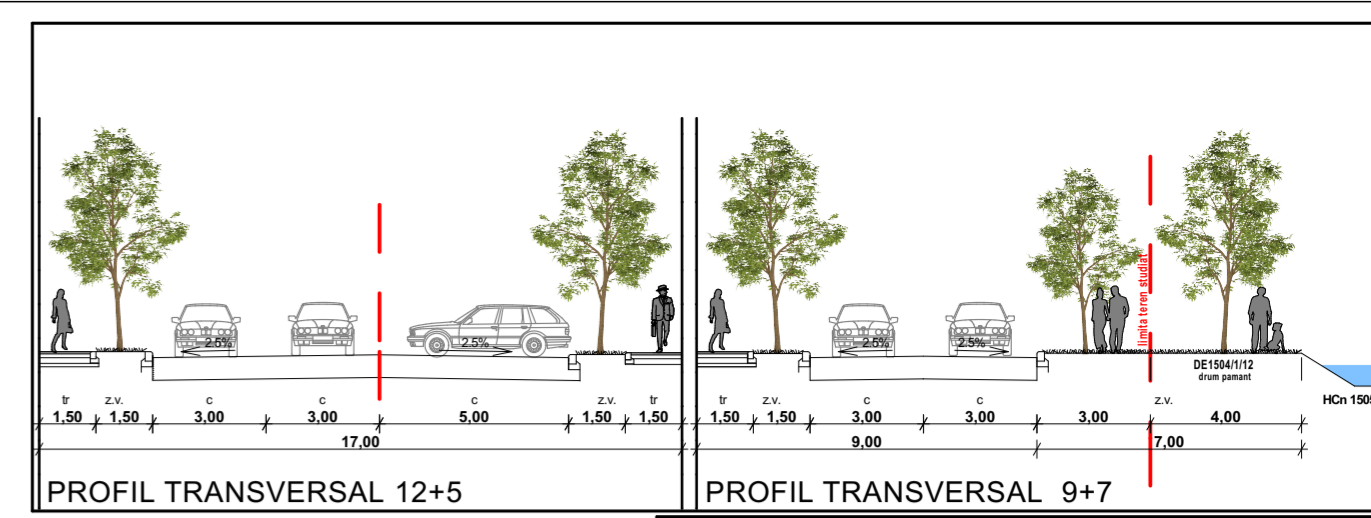 2.5%
2.5%
tr z.v. c c c z.v. tr
1,50 1,50 3,00 3,00 5,00 1,50 1,50
17,00
PROFIL TRANSVERSAL 12+5
limita teren studiat
2.5%
2.5%
DE1504/1/12
drum pamant
HCn 1505
tr z.v. c c z.v.
1,50 1,50 3,00 3,00 3,00 4,00
9,00 7,00
PROFIL TRANSVERSAL 9+7